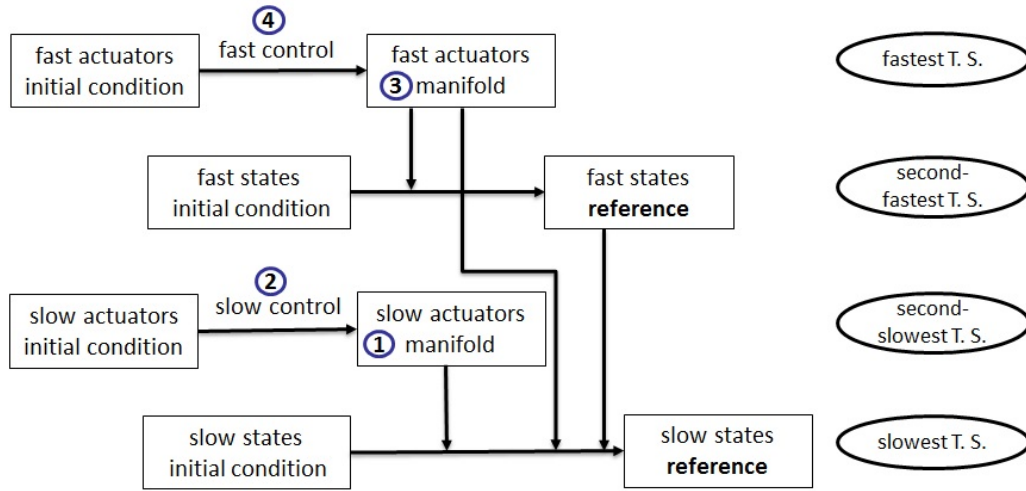 4
fast control
fast actuators
initial condition
fast actuators
3 manifold
fastest T. S.
fast states
initial condition
fast states
reference
second-
fastest T. S.
2
slow control
slow actuators
initial condition
slow actuators
1 manifold
second-
slowest T. S.
slow states
initial condition
slow states
reference
slowest T. S.